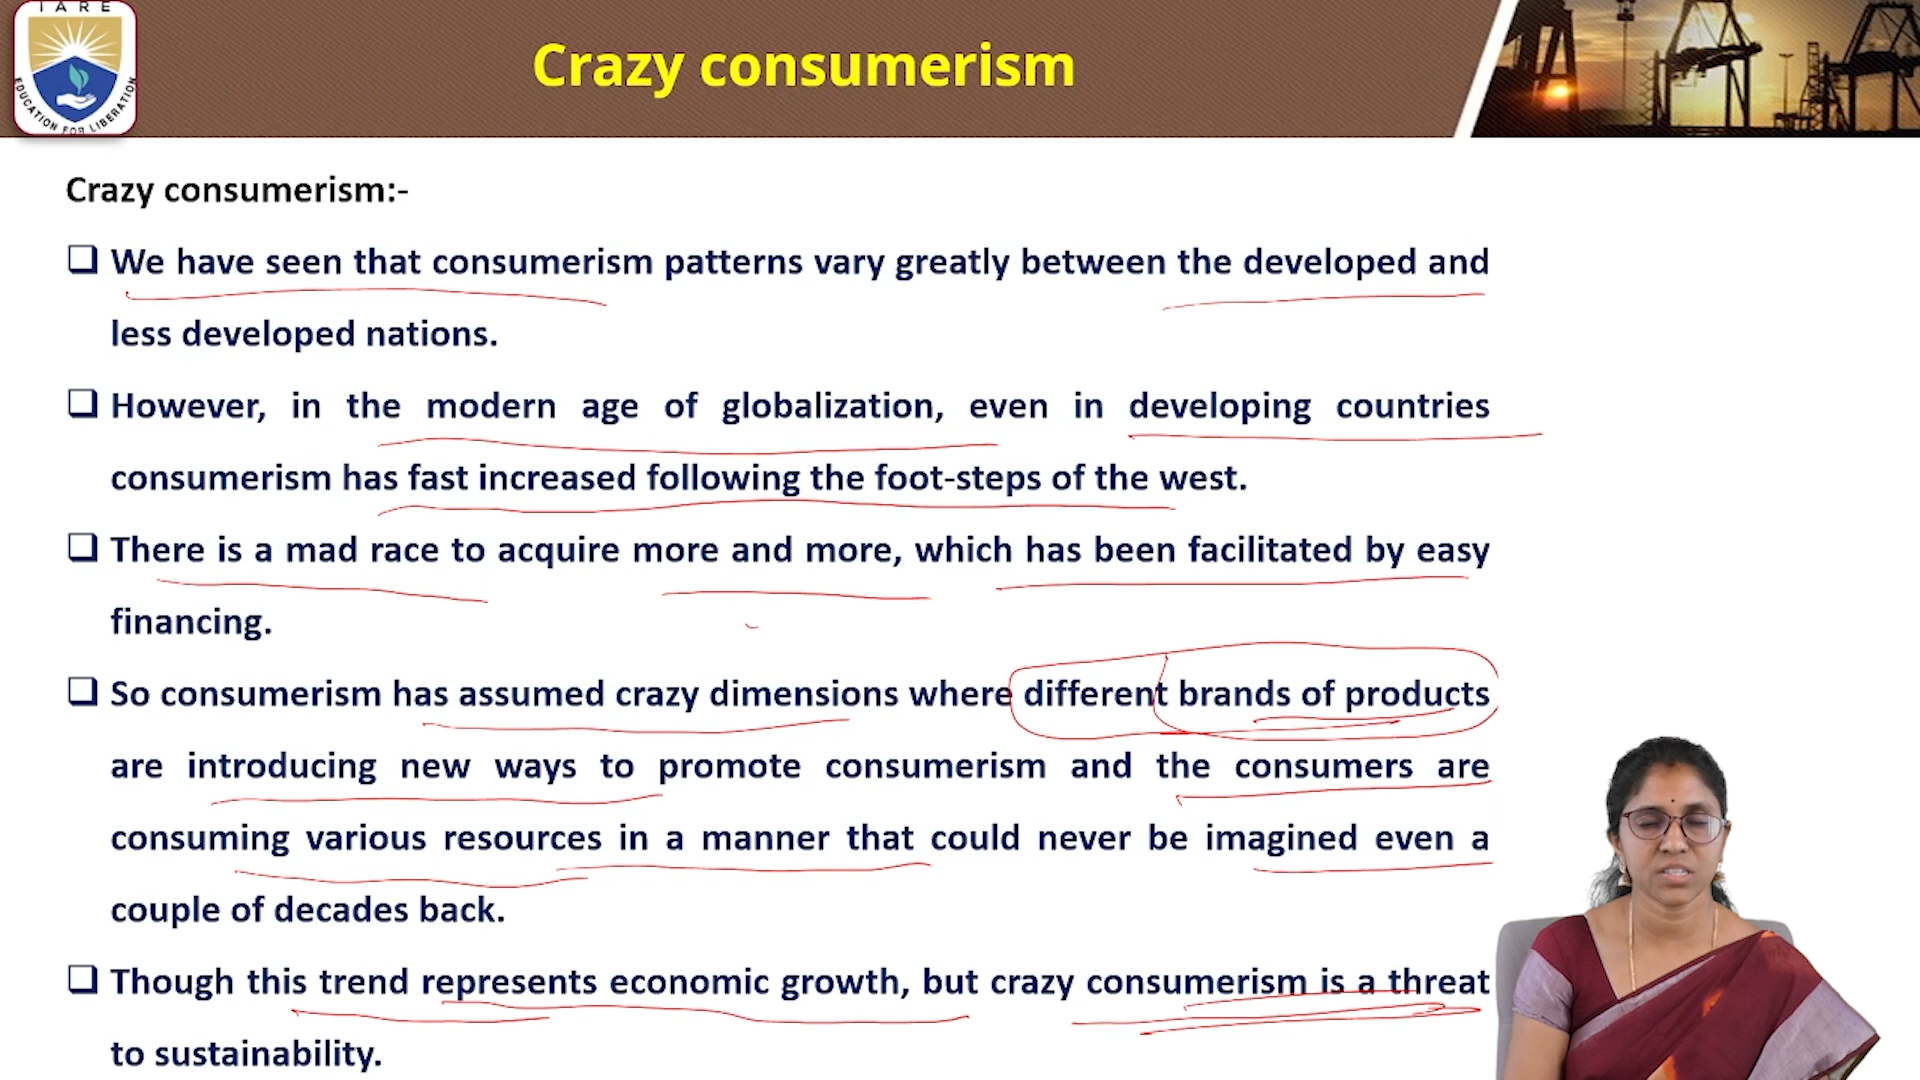 IARE
EDUCATION FOR LIBERATION
Crazy consumerism
Crazy consumerism:-
❑ We have seen that consumerism patterns vary greatly between the developed and
less developed nations.
❑ However, in the modern age of globalization, even in developing countries
consumerism has fast increased following the foot-steps of the west.
❑ There is a mad race to acquire more and more, which has been facilitated by easy
financing.
❑ So consumerism has assumed crazy dimensions where different brands of products
are introducing new ways to promote consumerism and the consumers are
consuming various resources in a manner that could never be imagined even a
couple of decades back.
❑ Though this trend represents economic growth, but crazy consumerism is a threat
to sustainability.